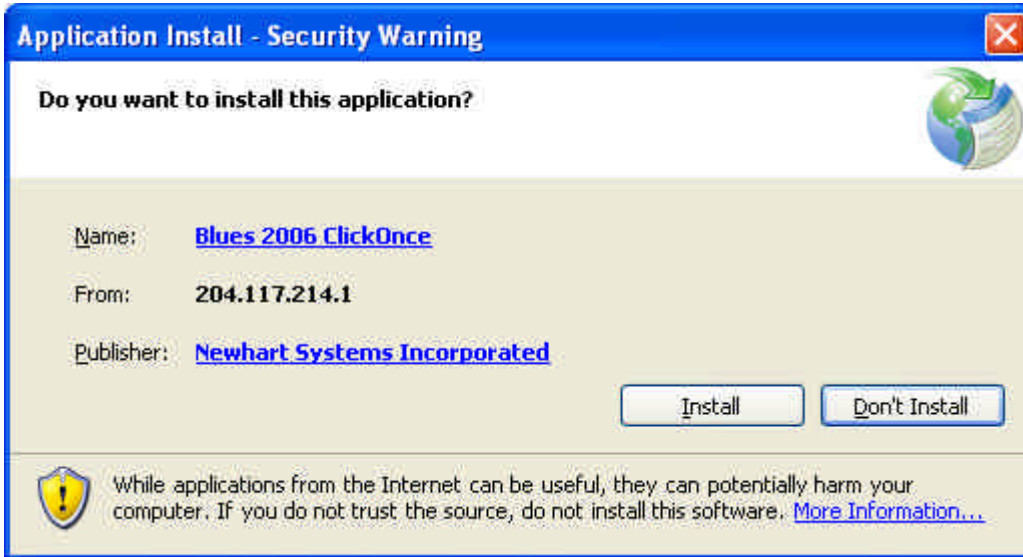 Application Install - Security Warning
Do you want to install this application?
Name: Blues 2006 ClickOnce
From: 204.117.214.1
Publisher: Newhart Systems Incorporated
Install Don't Install
While applications from the Internet can be useful, they can potentially harm your
computer. If you do not trust the source, do not install this software. More Information...